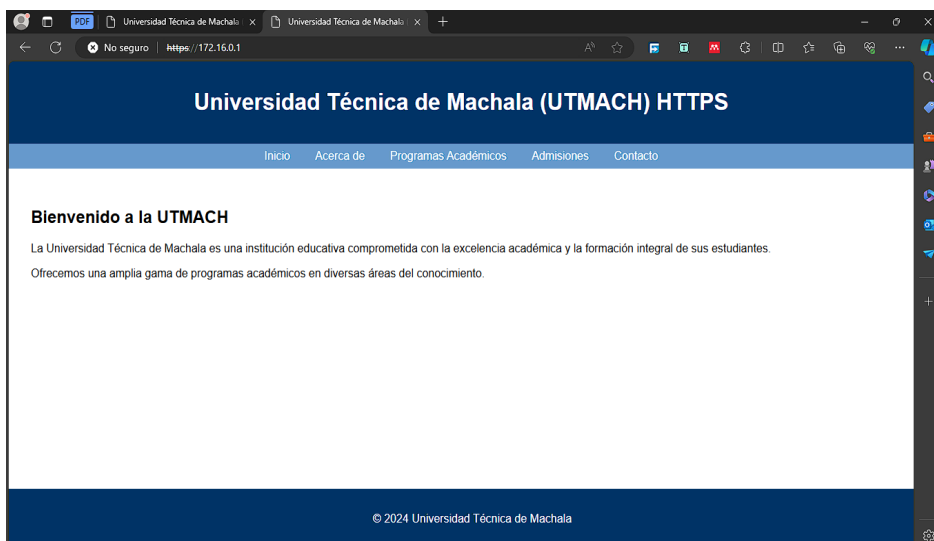 PDF
Universidad Técnica de Machala
Universidad Técnica de Machala
No seguro
https://172.16.0.1
Universidad Técnica de Machala (UTMACH) HTTPS
Inicio Acerca de Programas Académicos Admisiones Contacto
Bienvenido a la UTMACH
La Universidad Técnica de Machala es una institución educativa comprometida con la excelencia académica y la formación integral de sus estudiantes.
Ofrecemos una amplia gama de programas académicos en diversas áreas del conocimiento.
© 2024 Universidad Técnica de Machala